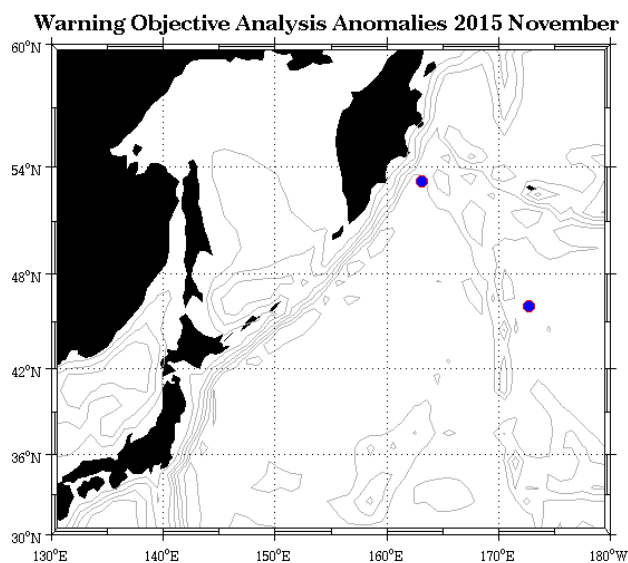 Warning Objective Analysis Anomalies 2015 November
60°N
54°N
48°N
42°N
36°N
30°N
130°E 140°E 150°E 160°E 170°E 180°W